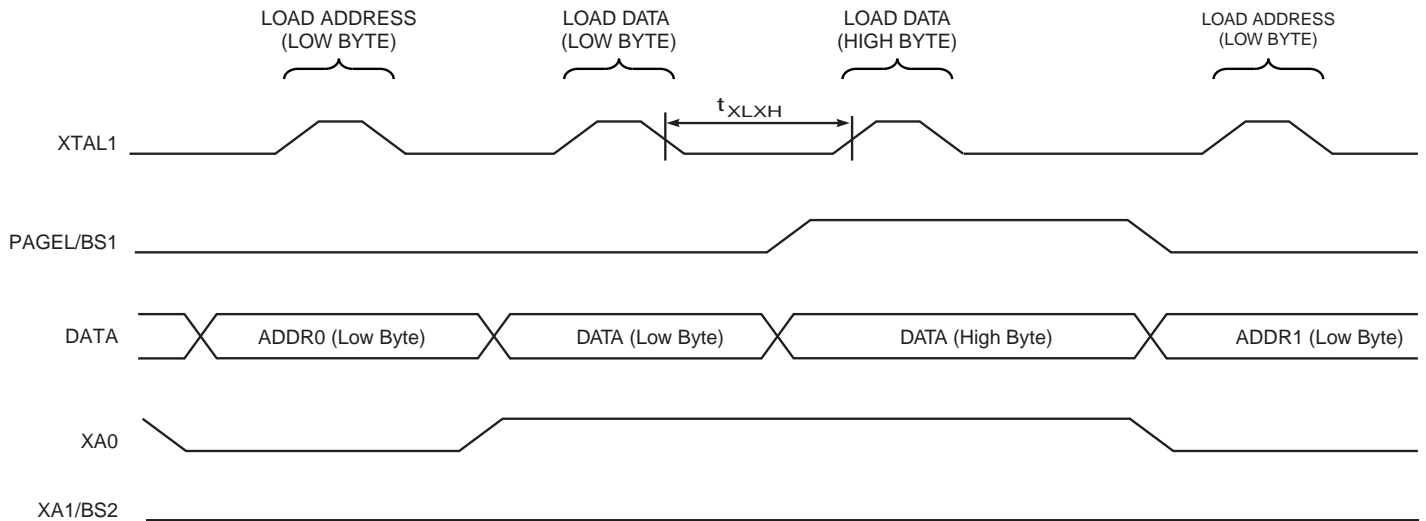 LOAD ADDRESS
(LOW BYTE)
LOAD DATA
(LOW BYTE)
LOAD DATA
(HIGH BYTE)
LOAD ADDRESS
(LOW BYTE)
tXLXH
XTAL1
PAGEL/BS1
DATA
ADDR0 (Low Byte)
DATA (Low Byte)
DATA (High Byte)
ADDR1 (Low Byte)
XA0
XA1/BS2